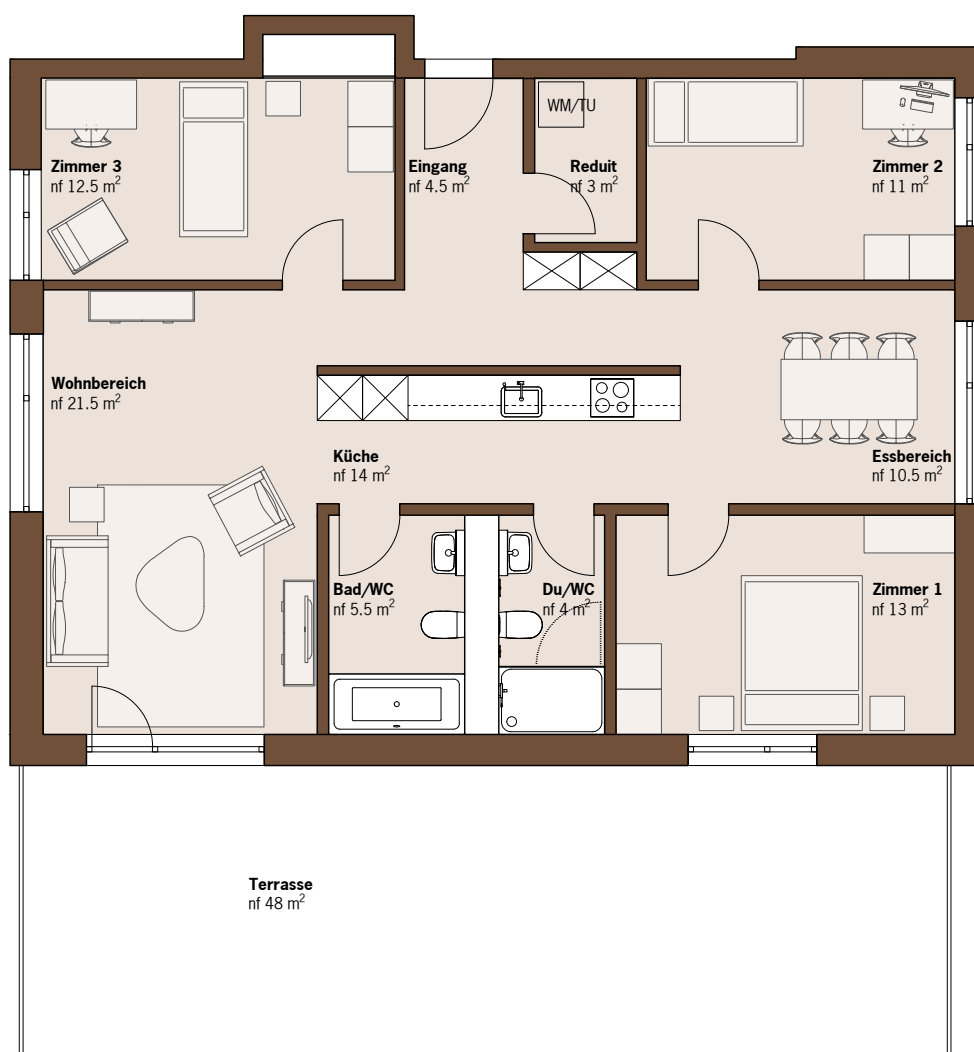 WM/TU
Zimmer 3
nf 12.5 m²
Eingang
nf 4.5 m²
Reduit
nf 3 m²
Zimmer 2
nf 11 m²
Wohnbereich
nf 21.5 m²
Küche
nf 14 m²
Essbereich
nf 10.5 m²
Bad/WC
nf 5.5 m²
Du/WC
nf 4 m²
Zimmer 1
nf 13 m²
Terrasse
nf 48 m²